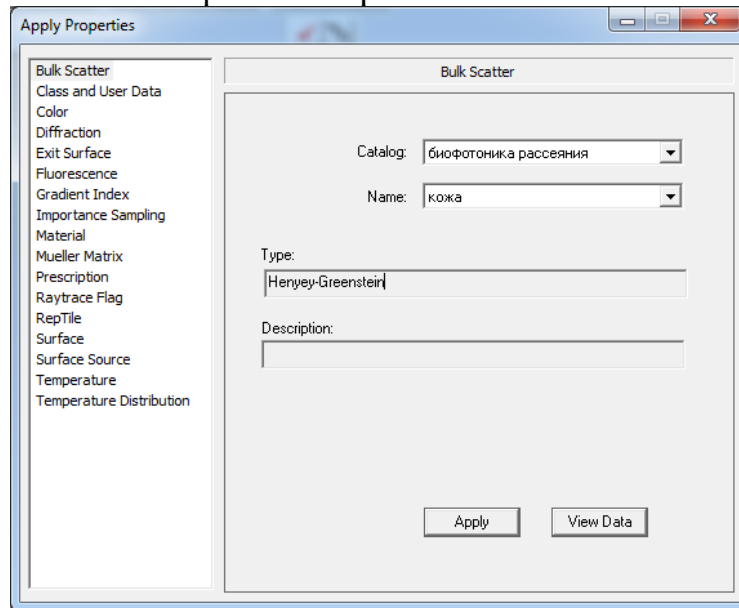 Apply Properties
Bulk Scatter
Class and User Data
Color
Diffraction
Exit Surface
Fluorescence
Gradient Index
Importance Sampling
Material
Mueller Matrix
Prescription
Raytrace Flag
RepTile
Surface
Surface Source
Temperature
Temperature Distribution
Bulk Scatter
Catalog: биофотоника рассеяния
Name: кожа
Type:
Henyey-Greenstein
Description:
Apply View Data